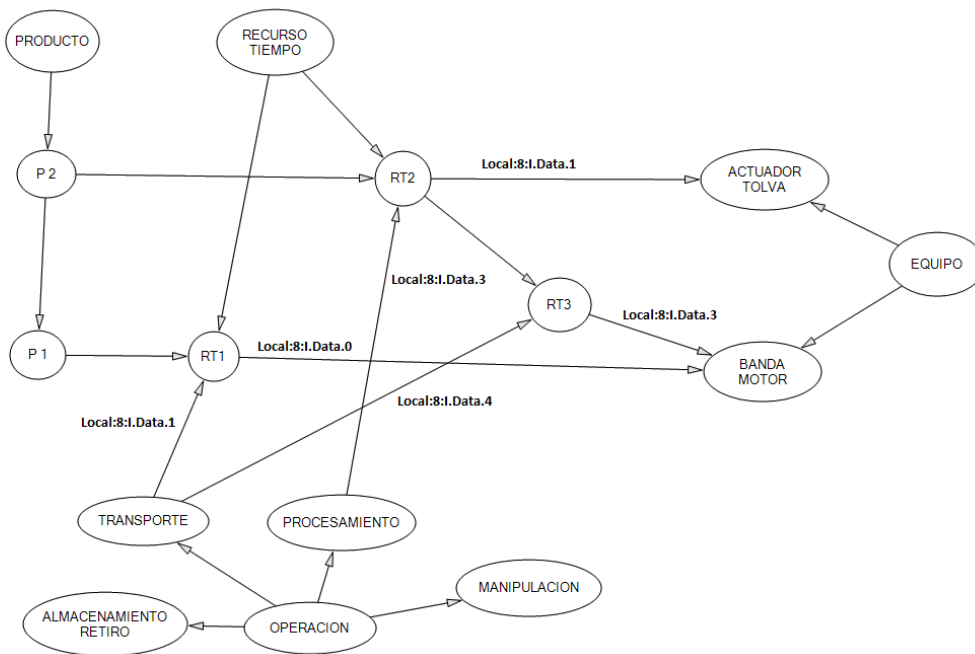 PRODUCTO
RECURSO
TIEMPO
P 2
RT2
Local:8:I.Data.1
ACTUADOR
TOLVA
EQUIPO
Local:8:I.Data.3
RT3
Local:8:I.Data.3
P 1
RT1
Local:8:I.Data.0
BANDA
MOTOR
Local:8:I.Data.4
Local:8:I.Data.1
TRANSPORTE
PROCESAMIENTO
MANIPULACION
ALMACENAMIENTO
RETIRO
OPERACION